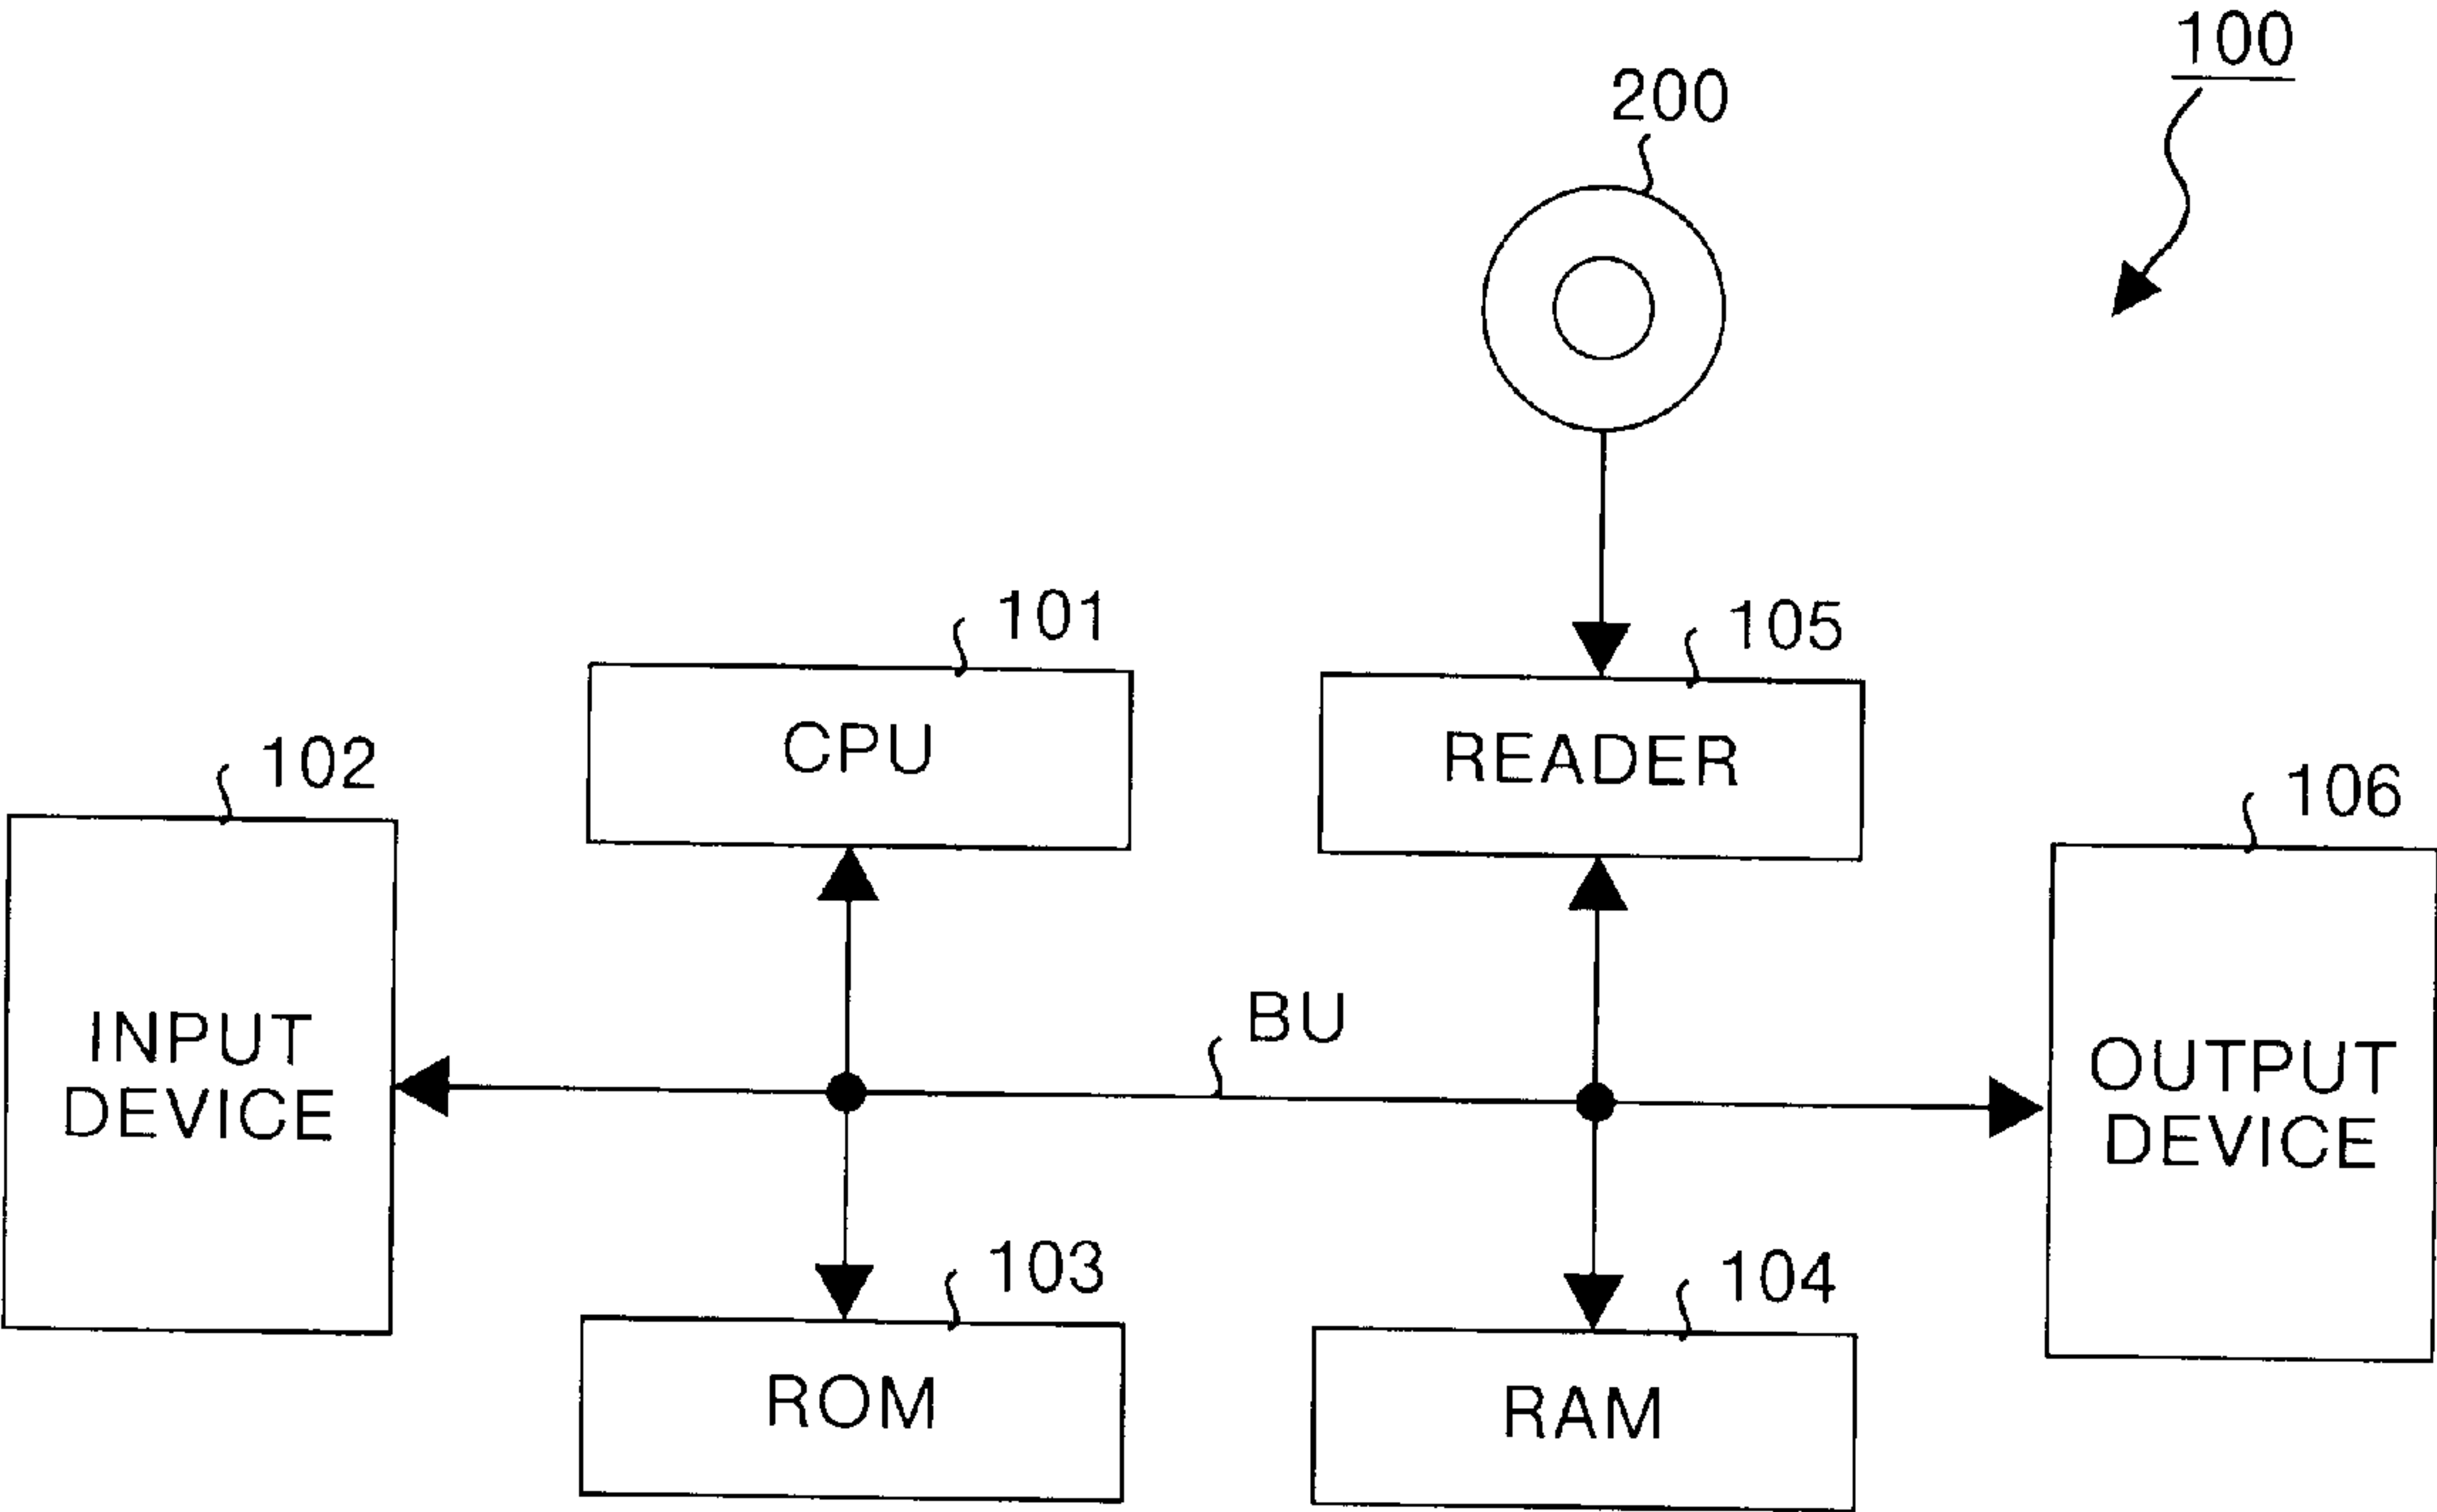 100
200
101
105
CPU
READER
102
106
INPUT
DEVICE
BU
OUTPUT
DEVICE
103
104
ROM
RAM